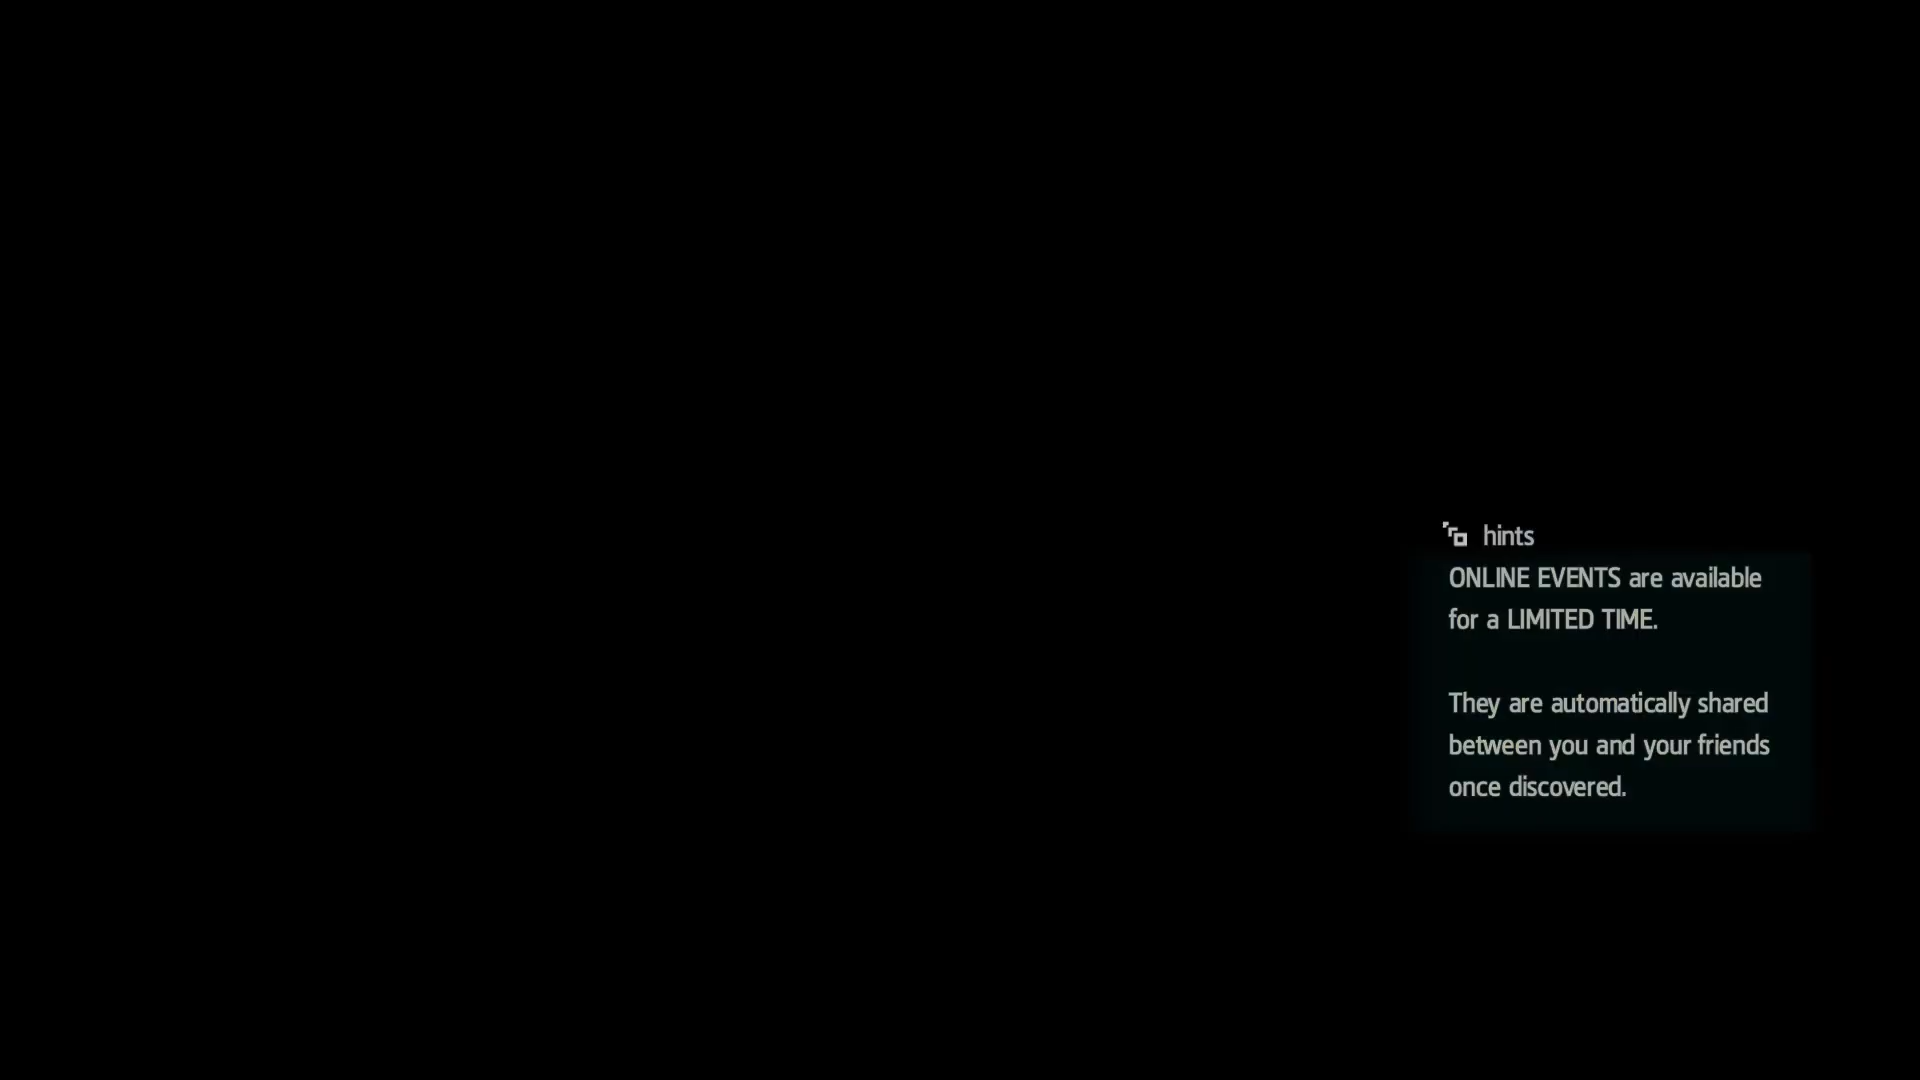 hints
ONLINE EVENTS are available
for a LIMITED TIME.
They are automatically shared
between you and your friends
once discovered.